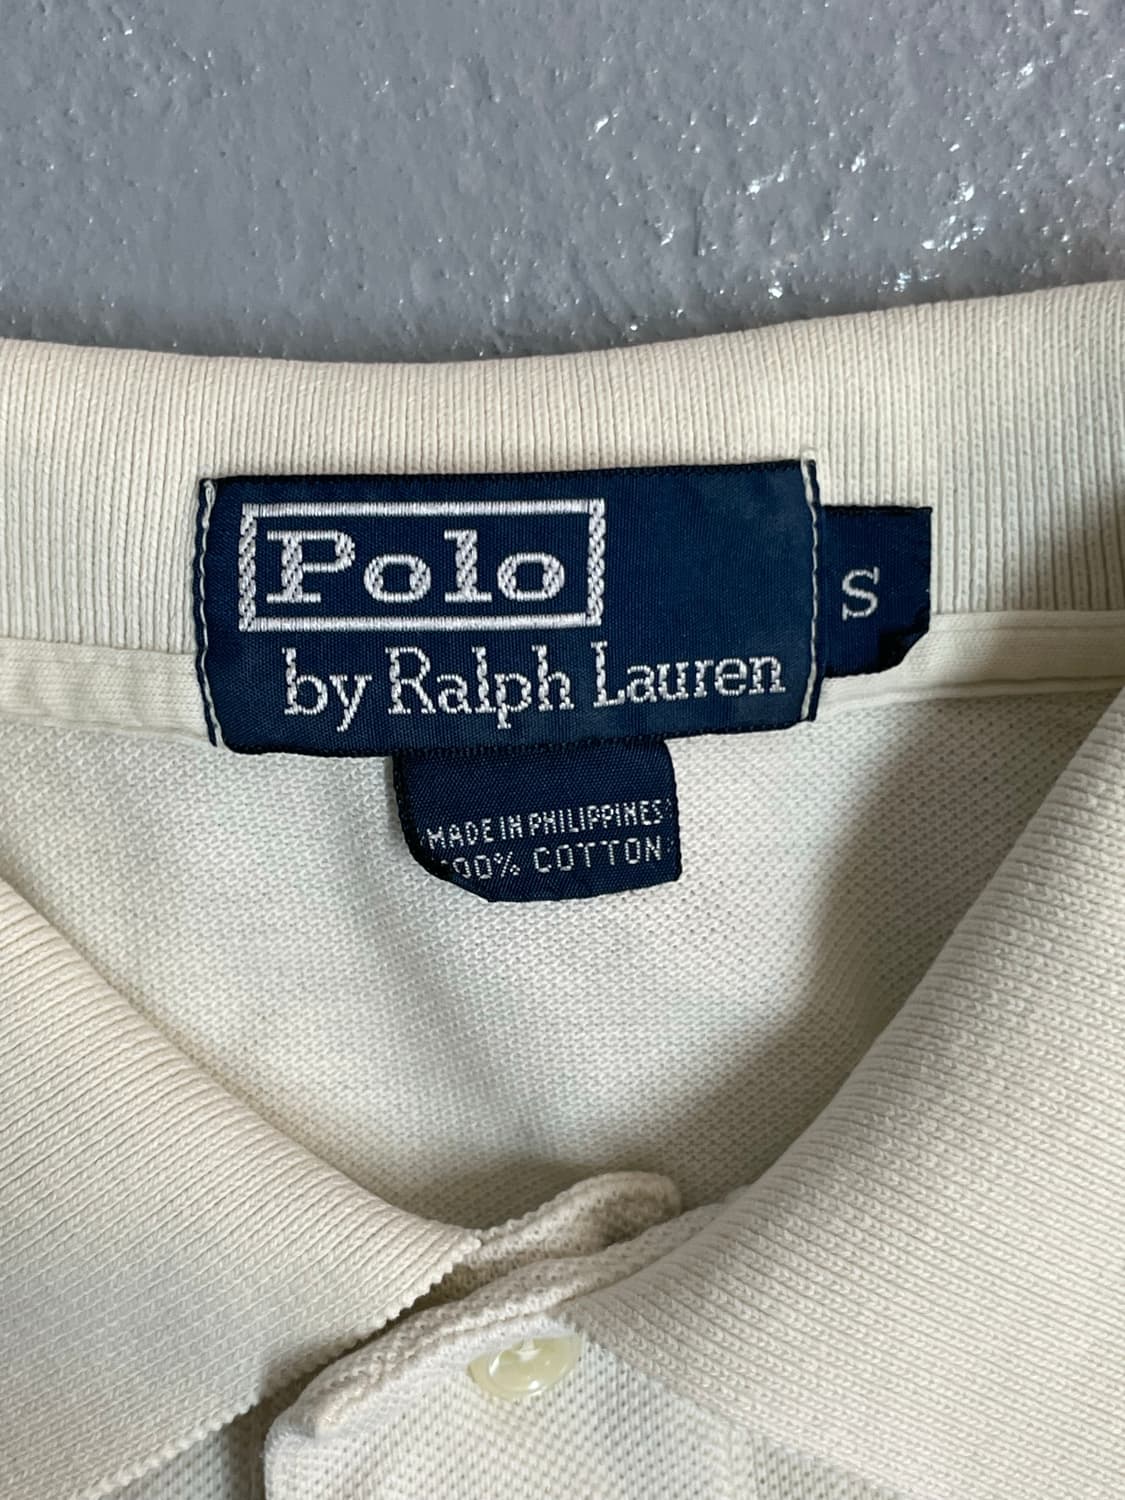 Polo
by Ralph Lauren
S
MADE IN PHILIPPINES
100% COTTON